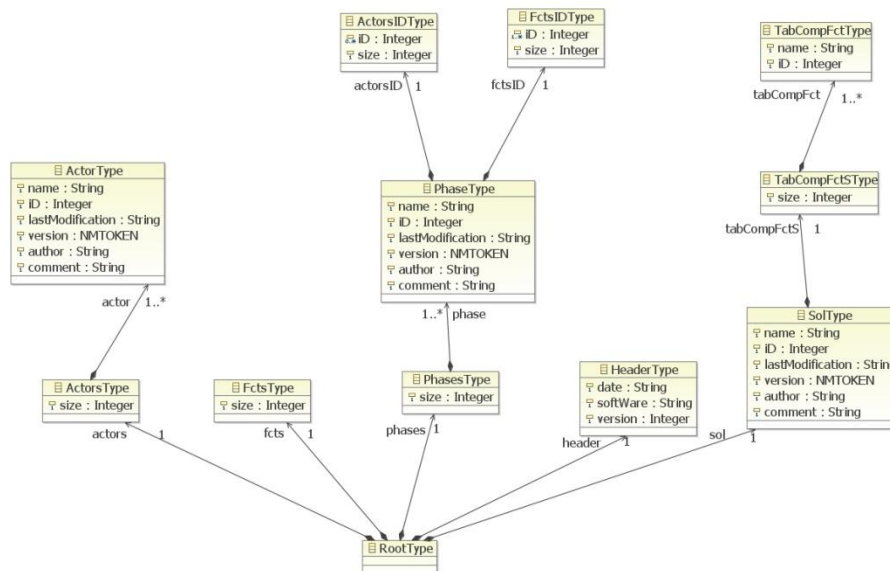 ActorsIDType
iD : Integer
size : Integer
FctsIDType
iD : Integer
size : Integer
TabCompFctType
name : String
iD : Integer
actorsID 1
fctsID 1
tabCompFct
1..*
ActorType
name : String
iD : Integer
lastModification : String
version : NMTOKEN
author : String
comment : String
PhaseType
name : String
iD : Integer
lastModification : String
version : NMTOKEN
author : String
comment : String
TabCompFctSType
size : Integer
tabCompFctS 1
actor
1..*
1..* phase
SolType
name : String
iD : Integer
lastModification : Strin
version : NMTOKEN
author : String
comment : String
ActorsType
size : Integer
FctsType
size : Integer
PhasesType
size : Integer
HeaderType
date : String
softWare : String
version : Integer
actors 1
fcts 1
phases 1
header 1
sol 1
RootType